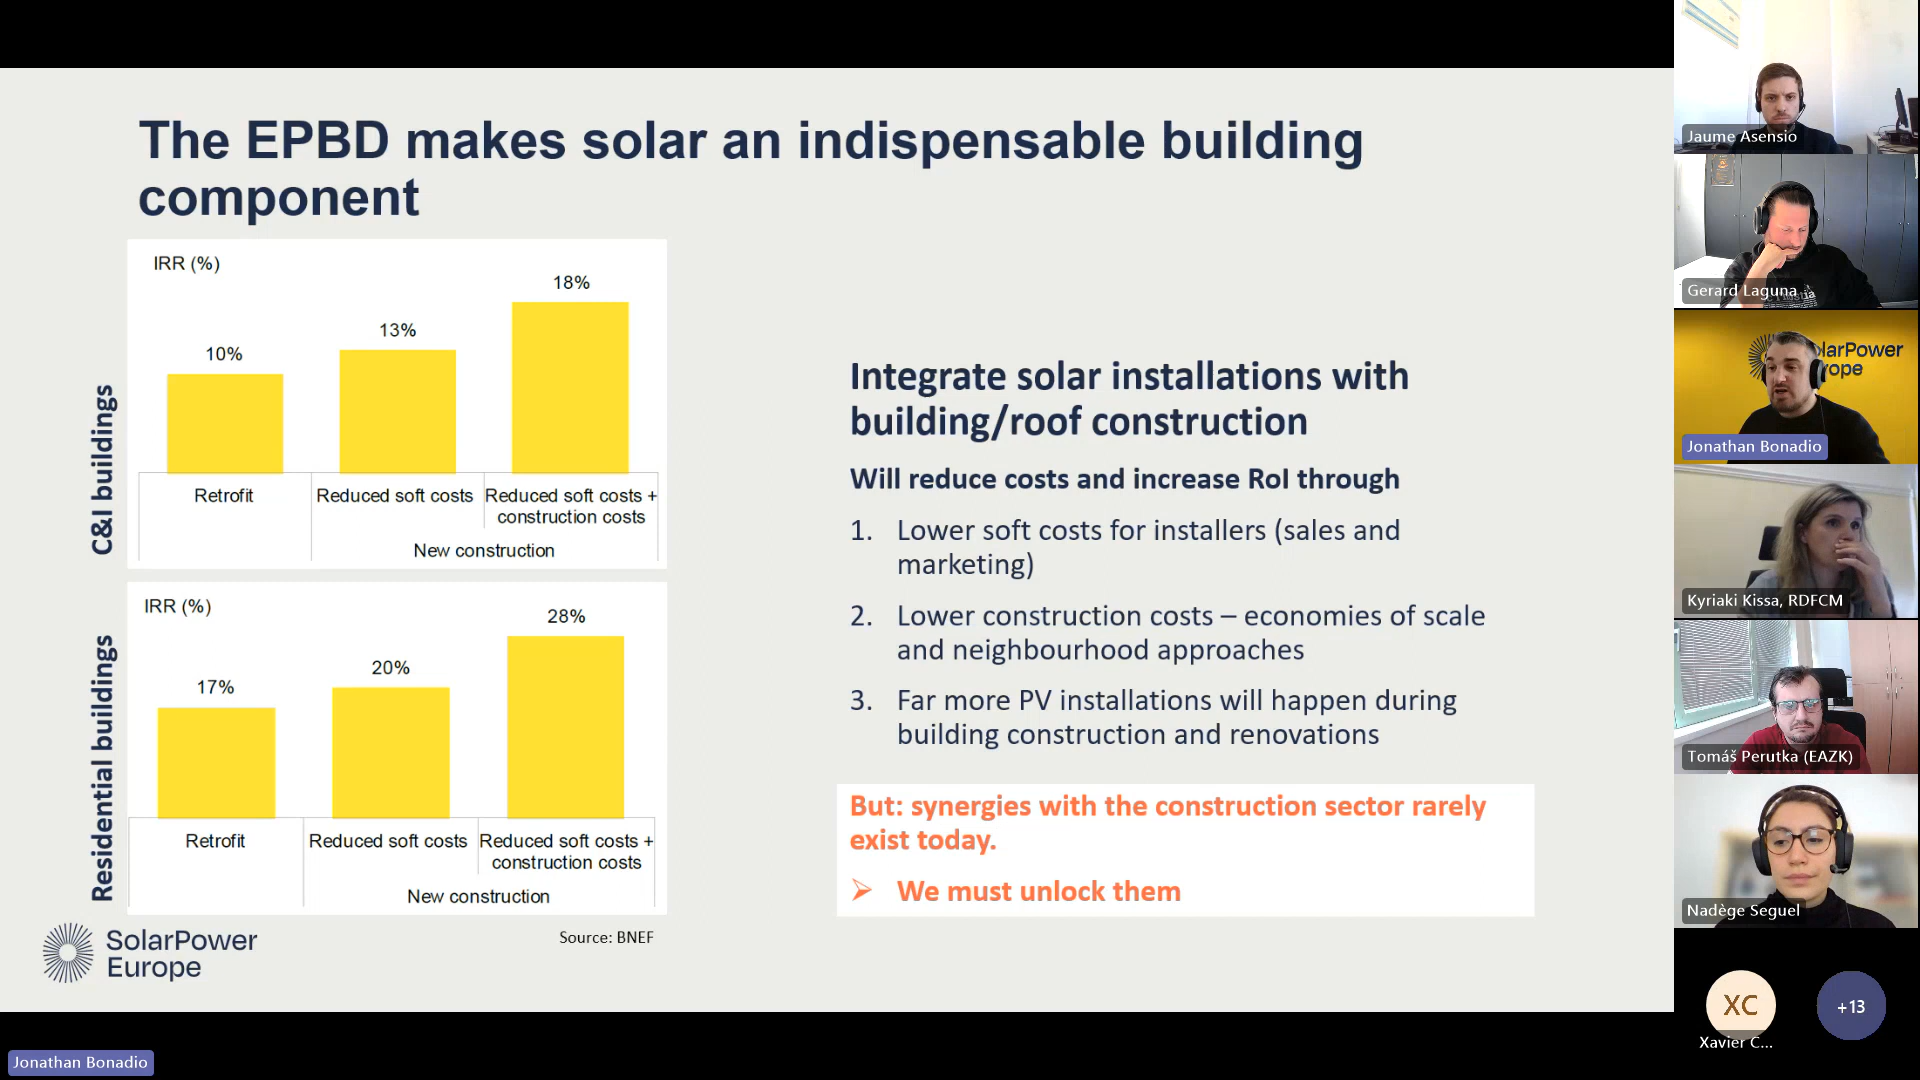 The EPBD makes solar an indispensable building
component
C&I buildings
IRR (%)
10%
13%
18%
Retrofit
Reduced soft costs
Reduced soft costs +
construction costs
New construction
Residential buildings
IRR (%)
17%
20%
28%
Retrofit
Reduced soft costs
Reduced soft costs +
construction costs
New construction
Source: BNEF
SolarPower
Europe
Integrate solar installations with
building/roof construction
Will reduce costs and increase RoI through
1. Lower soft costs for installers (sales and
marketing)
2. Lower construction costs – economies of scale
and neighbourhood approaches
3. Far more PV installations will happen during
building construction and renovations
But: synergies with the construction sector rarely
exist today.
➢ We must unlock them
Jonathan Bonadio
Jaume Asensio
Gerard Laguna
larPower
ope
Jonathan Bonadio
Kyriaki Kissa, RDFCM
Tomáš Perutka (EAZK)
Nadège Seguel
XC
Xavier C...
+13